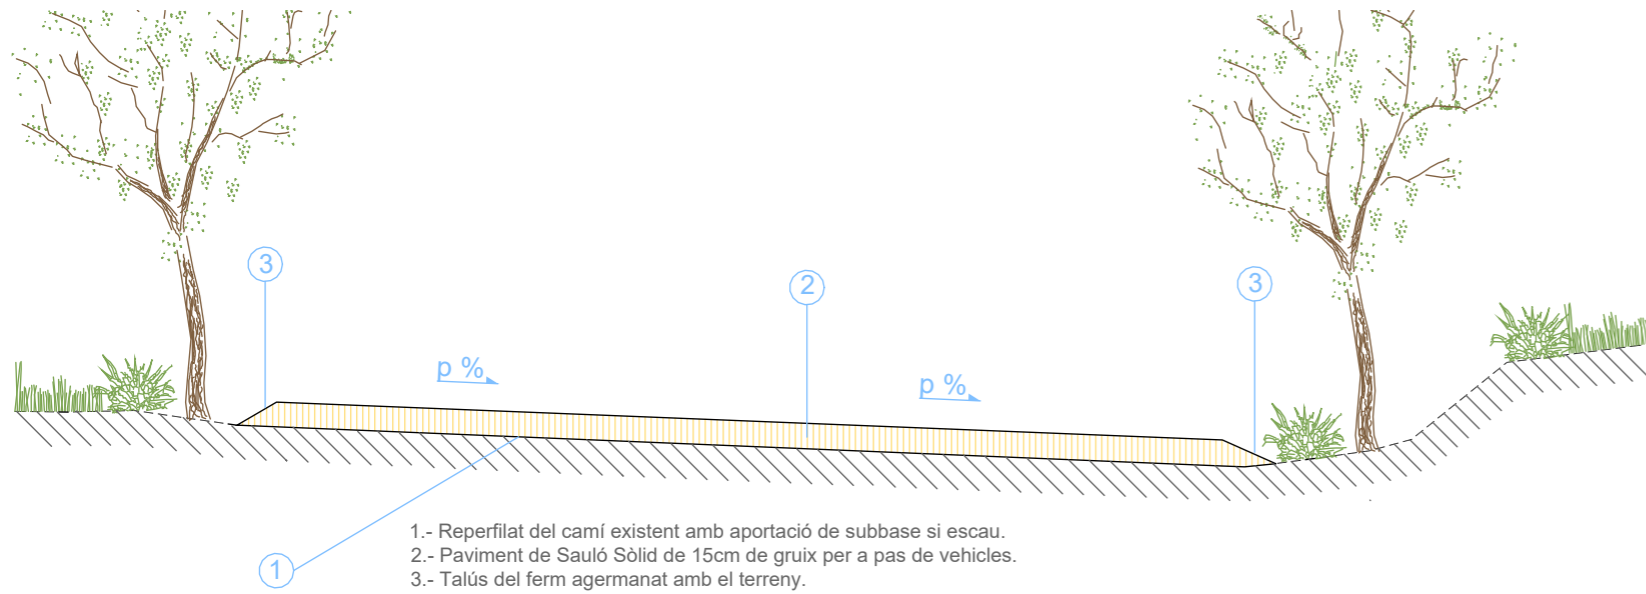 3
2
3
p %
p %
1
1.- Reperfilat del camí existent amb aportació de subbase si escau.
2.- Paviment de Sauló Sòlid de 15cm de gruix per a pas de vehicles.
3.- Talús del ferm agermanat amb el terreny.